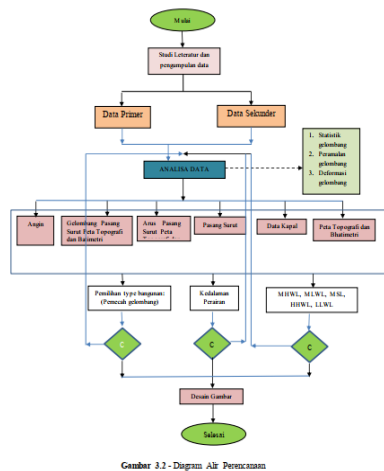 Mulai
Studi Leteratur dan
pengumpulan data
Data Primer
Data Sekunder
1. Statistik
gelombang
2. Peramalan
gelombang
3. Deformasi
gelombang
ANALISA DATA
Angin
Gelombang Pasang
Surut Peta Topografi
dan Batimetri
Arus Pasang
Surut Peta
Pasang Surut
Data Kapal
Peta Topografi dan
Bhatimetri
Pemilihan type bangunan:
(Pemecah gelombang)
Kedalaman
Perairan
MHWL, MLWL, MSL,
HHWL, LLWL
C
C
C
Desain Gambar
Selasai
Gambar 3.2 - Diagram Alir Perencanaan